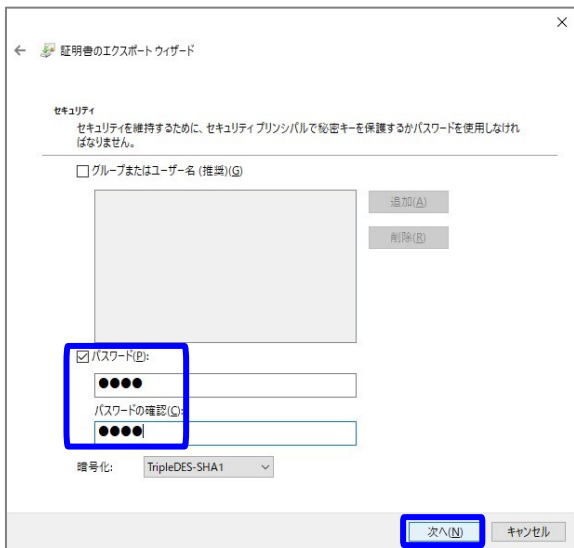 証明書のエクスポート ウィザード
セキュリティ
セキュリティを維持するために、セキュリティ プリンシパルで秘密キーを保護するかパスワードを使用しなけれ
ばなりません。
グループまたはユーザー名 (推奨)(G)
追加(A)
削除(R)
パスワード(P):
●●●●
パスワードの確認(C):
●●●●
暗号化: TripleDES-SHA1
次へ(N) キャンセル